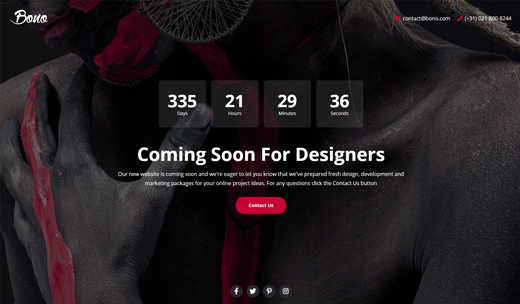 Bono
contact@bono.com
(+31) 021-800-8244
335
Days
21
Hours
29
Minutes
36
Seconds
Coming Soon For Designers
Our new website is coming soon and we're eager to let you know that we've prepared fresh design, development and
marketing packages for your online project ideas. For any questions click the Contact Us button
Contact Us